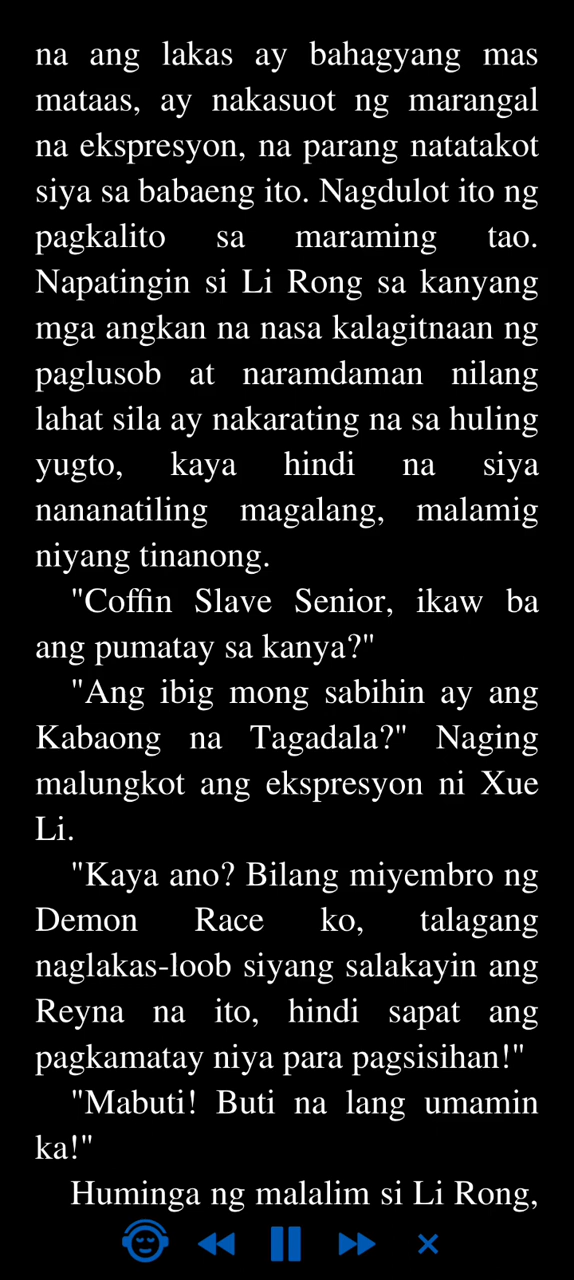 na ang lakas ay bahagyang mas
mataas, ay nakasuot ng marangal
na ekspresyon, na parang natatakot
siya sa babaeng ito. Nagdulot ito ng
pagkalito sa maraming tao.
Napatingin si Li Rong sa kanyang
mga angkan na nasa kalagitnaan ng
paglusob at naramdaman nilang
lahat sila ay nakarating na sa huling
yugto, kaya hindi na siya
nananatiling magalang, malamig
niyang tinanong.
"Coffin Slave Senior, ikaw ba
ang pumatay sa kanya?"
"Ang ibig mong sabihin ay ang
Kabaong na Tagadala?" Naging
malungkot ang ekspresyon ni Xue
Li.
"Kaya ano? Bilang miyembro ng
Demon Race ko, talagang
naglakas-loob siyang salakayin ang
Reyna na ito, hindi sapat ang
pagkamatay niya para pagsisihan!"
"Mabuti! Buti na lang umamin
ka!"
Huminga ng malalim si Li Rong,